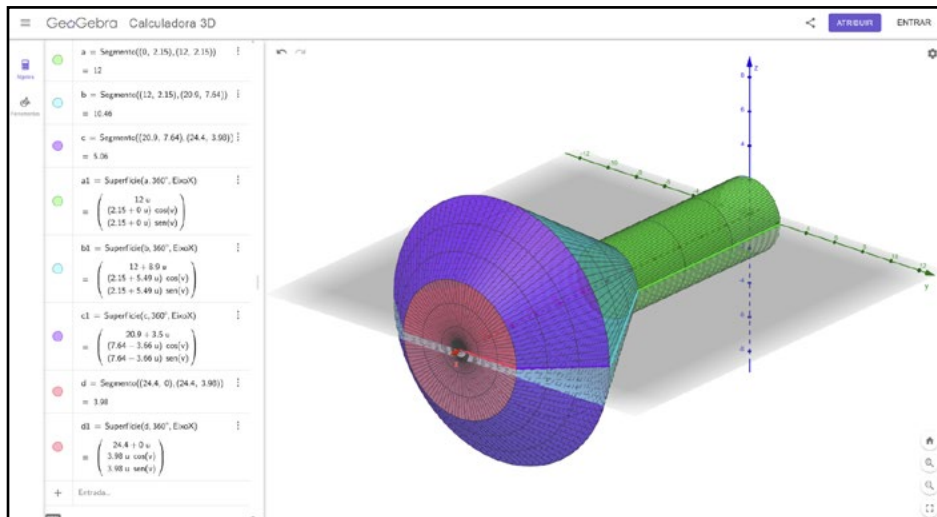 GeoGebra Calculadora 3D
ATRIBUIR ENTRAR
a = Segmento((0, 2.15),(12, 2.15))
= 12
b = Segmento((12, 2.15),(20.9, 7.64))
= 10.46
c = Segmento((20.9, 7.64),(24.4, 3.98))
= 5.06
a1 = Superfície(a, 360°, EixoX)
= ( 12 u
(2.15 + 0 u) cos(v)
(2.15 + 0 u) sen(v) )
b1 = Superfície(b, 360°, EixoX)
= ( 12 + 8.9 u
(2.15 + 5.49 u) cos(v)
(2.15 + 5.49 u) sen(v) )
c1 = Superfície(c, 360°, EixoX)
= ( 20.9 + 3.5 u
(7.64 − 3.66 u) cos(v)
(7.64 − 3.66 u) sen(v) )
d = Segmento((24.4, 0),(24.4, 3.98))
= 3.98
d1 = Superfície(d, 360°, EixoX)
= ( 24.4 + 0 u
3.98 u cos(v)
3.98 u sen(v) )
+ Entrada...
z
8
6
4
y